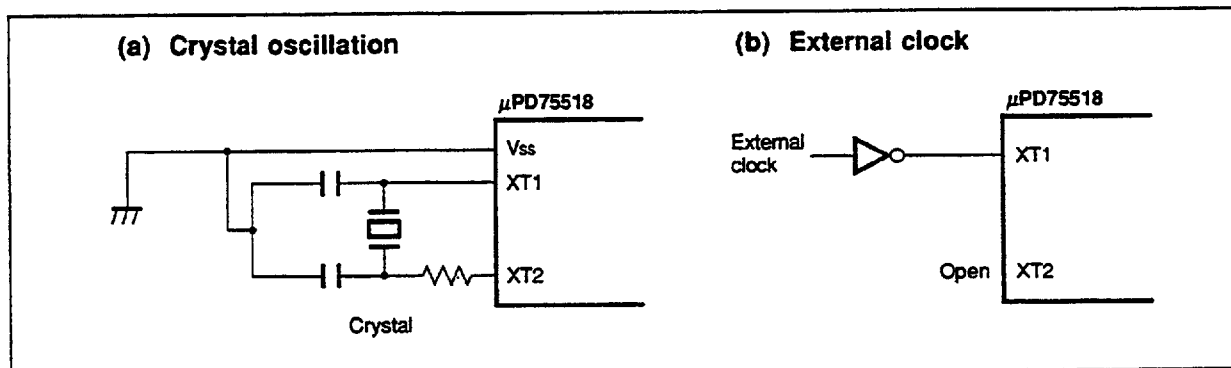 (a) Crystal oscillation
μPD75518
Vss
XT1
XT2
Crystal
(b) External clock
μPD75518
External
clock
XT1
Open
XT2